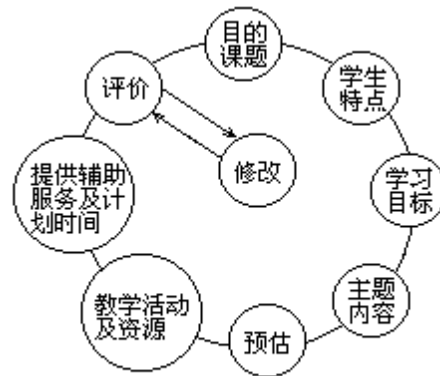 目的
课题
学生
特点
学习
目标
主题
内容
预估
教学活动
及资源
提供辅助
服务及计
划时间
评价
修改